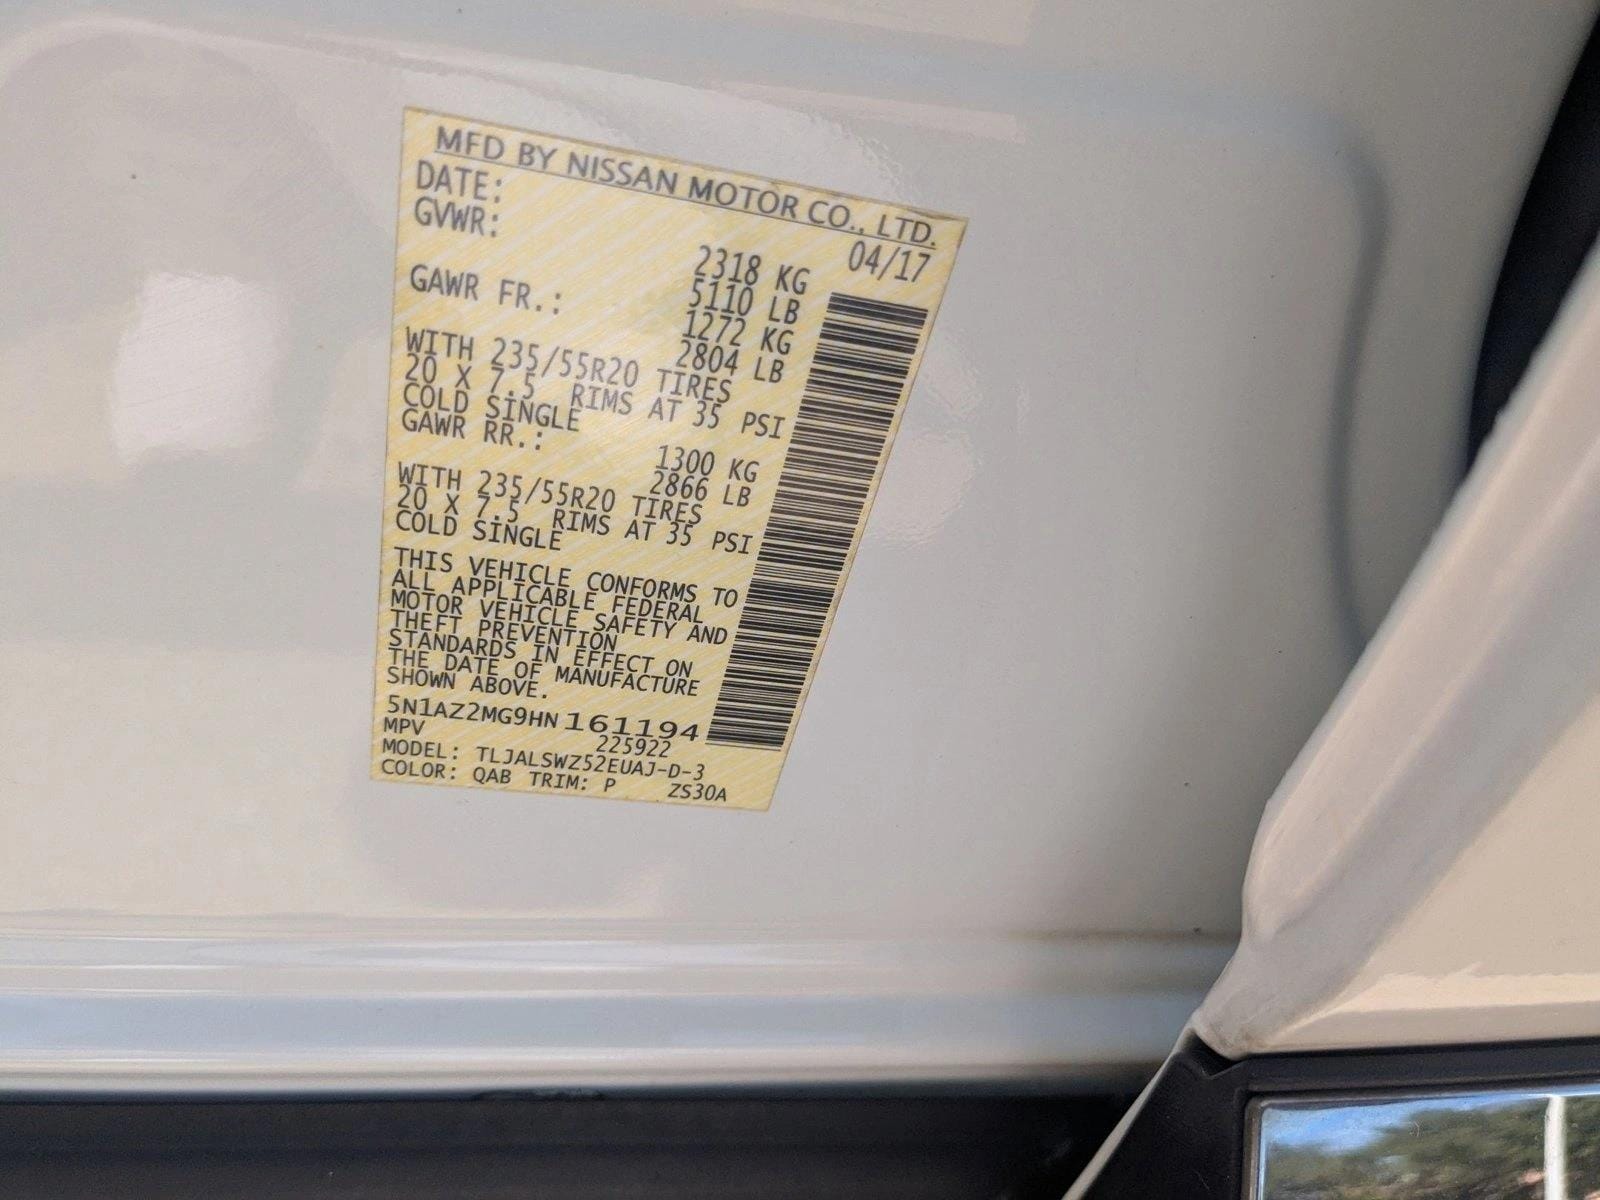 MFD BY NISSAN MOTOR CO., LTD.
DATE: 04/17
GVWR: 2318 KG
5110 LB
GAWR FR.: 1272 KG
2804 LB
WITH 235/55R20 TIRES
20 X 7.5 RIMS AT 35 PSI
COLD SINGLE
GAWR RR.: 1300 KG
2866 LB
WITH 235/55R20 TIRES
20 X 7.5 RIMS AT 35 PSI
COLD SINGLE
THIS VEHICLE CONFORMS TO
ALL APPLICABLE FEDERAL
MOTOR VEHICLE SAFETY AND
THEFT PREVENTION
STANDARDS IN EFFECT ON
THE DATE OF MANUFACTURE
SHOWN ABOVE.
5N1AZ2MG9HN161194
MPV 225922
MODEL: TLJALSWZ52EUAJ-D-3
COLOR: QAB TRIM: P ZS30A